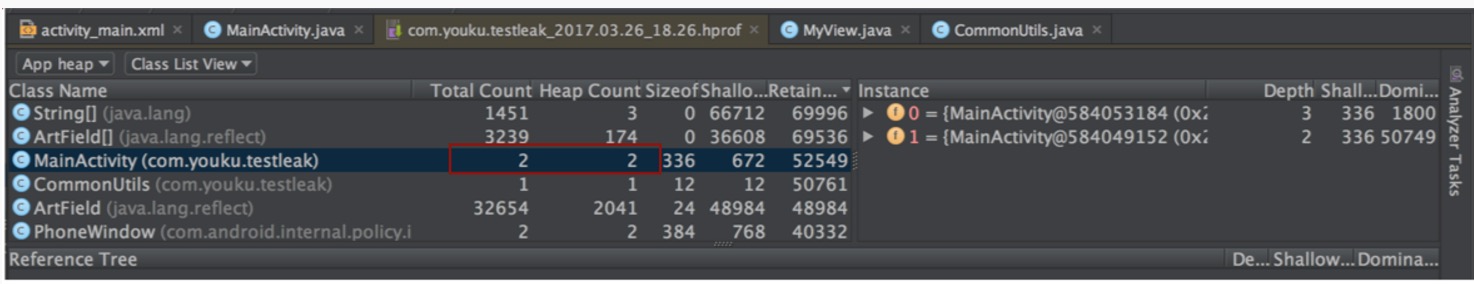 activity_main.xml × MainActivity.java × com.youku.testleak_2017.03.26_18.26.hprof × MyView.java × CommonUtils.java ×
App heap Class List View
Class Name Total Count Heap Count Sizeof Shallo... Retain... Instance Depth Shall... Domi...
String[] (java.lang) 1451 3 0 66712 69996 0 = {MainActivity@584053184 (0x2 3 336 1800
ArtField[] (java.lang.reflect) 3239 174 0 36608 69536 1 = {MainActivity@584049152 (0x2 2 336 50749
MainActivity (com.youku.testleak) 2 2 336 672 52549
CommonUtils (com.youku.testleak) 1 1 12 12 50761
ArtField (java.lang.reflect) 32654 2041 24 48984 48984
PhoneWindow (com.android.internal.policy.i 2 2 384 768 40332
Reference Tree De... Shallow... Domina...
Analyzer Tasks